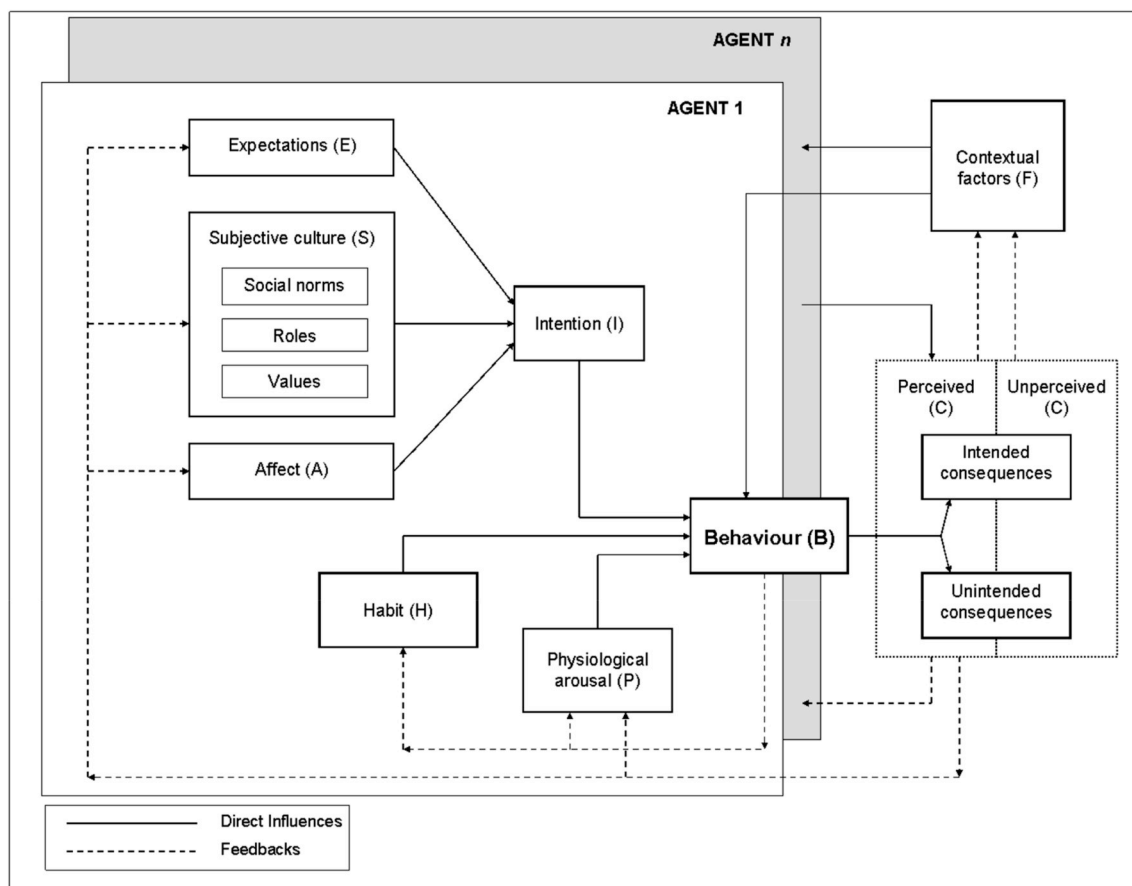 AGENT n
AGENT 1
Expectations (E)
Contextual
factors (F)
Subjective culture (S)
Social norms
Roles
Values
Intention (I)
Perceived
(C)
Unperceived
(C)
Affect (A)
Intended
consequences
Behaviour (B)
Habit (H)
Unintended
consequences
Physiological
arousal (P)
Direct Influences
Feedbacks